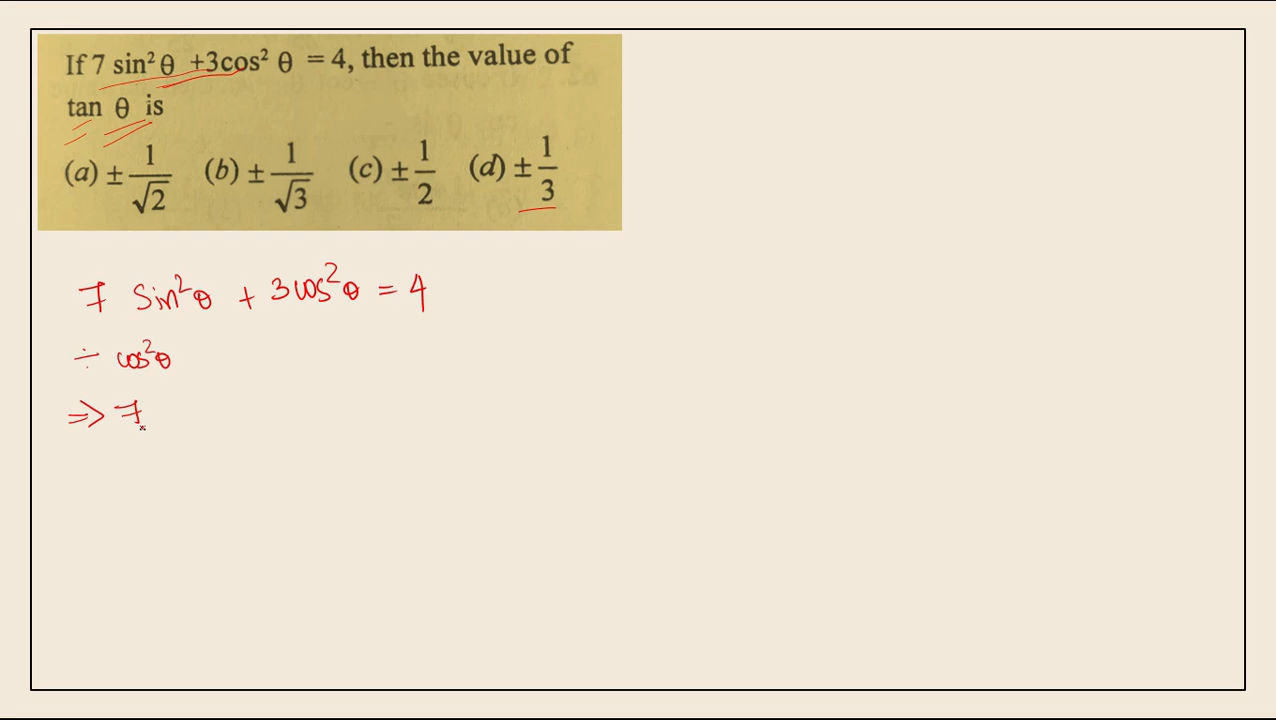 If 7 sin² θ +3cos² θ = 4, then the value of
tan θ is
(a) ± 1/√2 (b) ± 1/√3 (c) ± 1/2 (d) ± 1/3
7 Sin²θ + 3cos²θ = 4
÷ cos²θ
⇒ 7